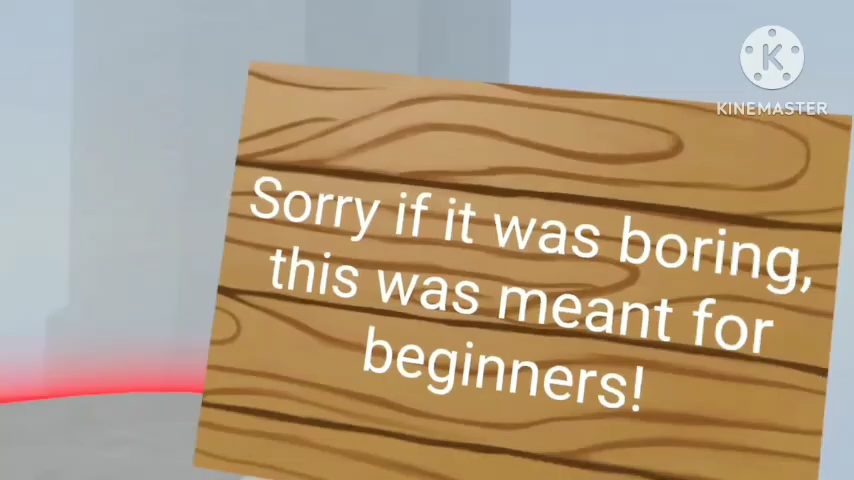 KINEMASTER
Sorry if it was boring,
this was meant for
beginners!